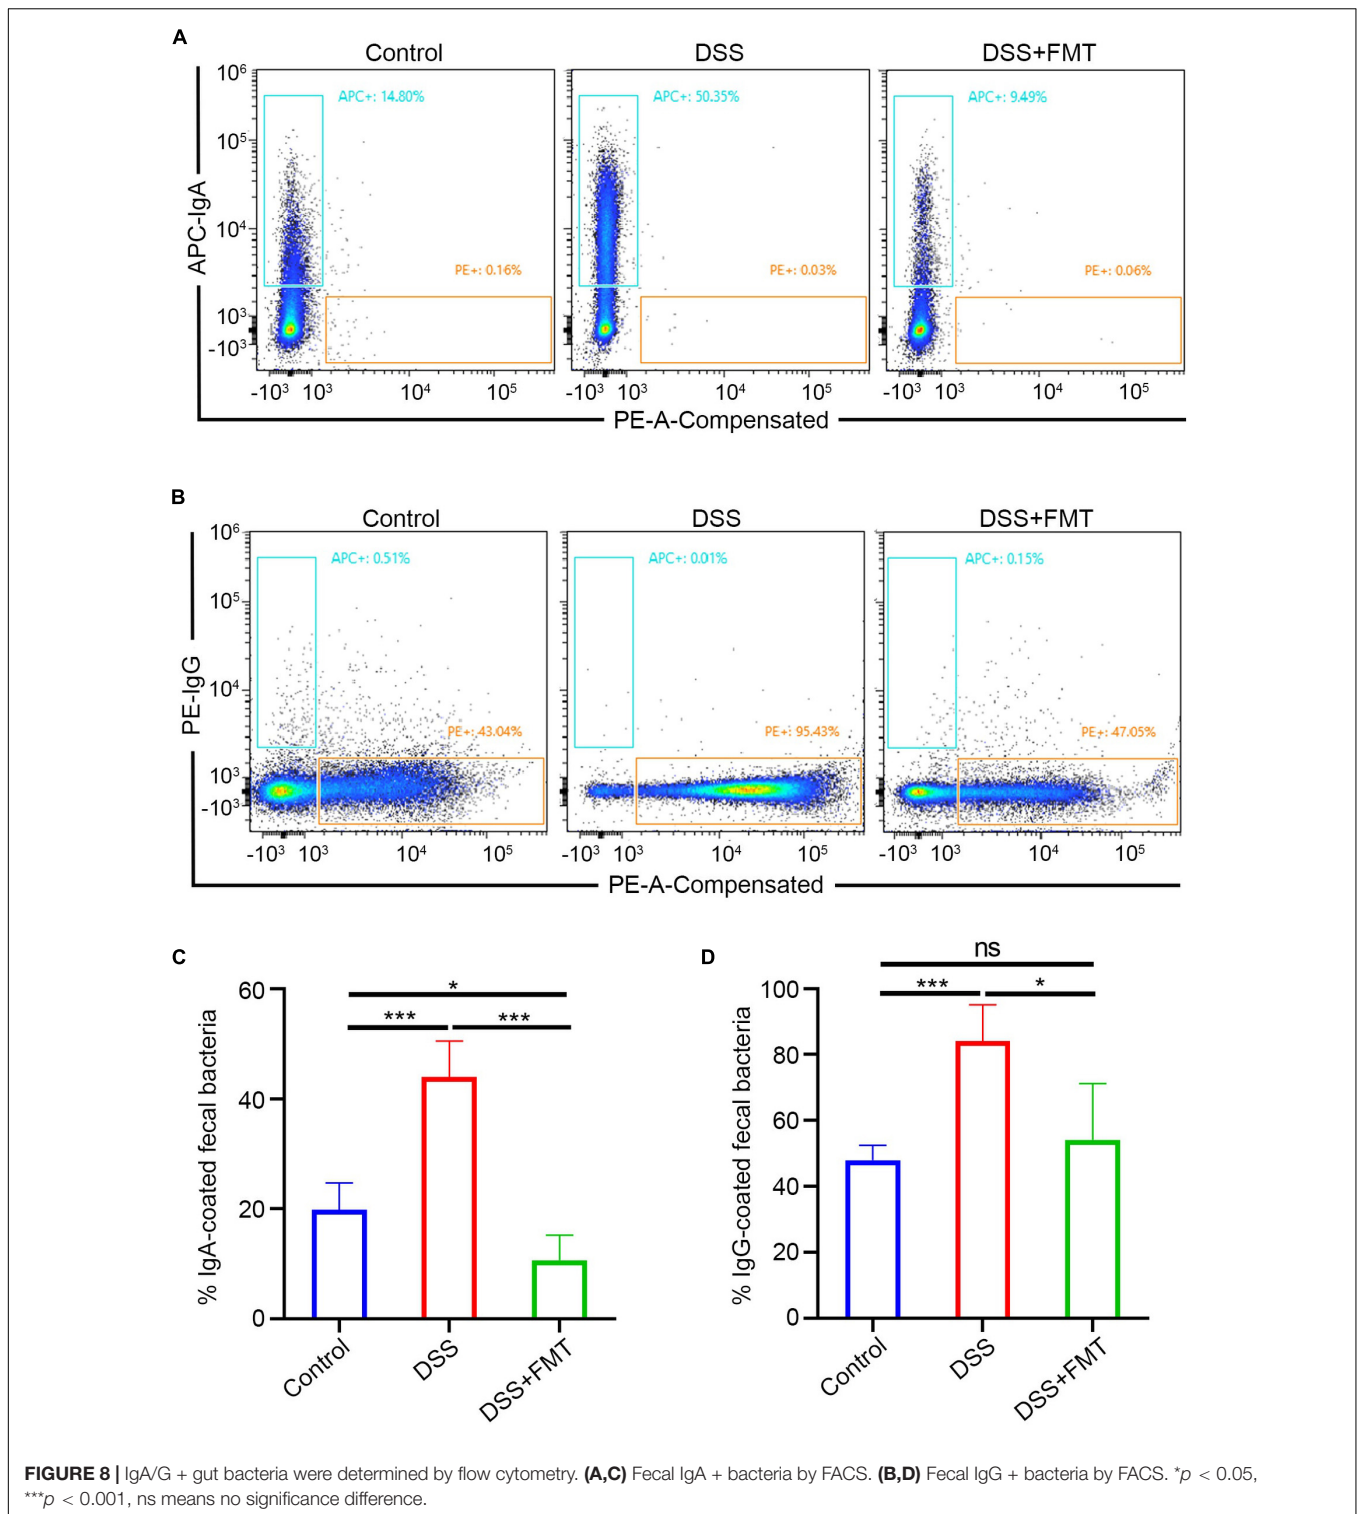 A
Control DSS DSS+FMT
10⁶
10⁵
10⁴
10³
-10³
APC-IgA
APC+: 14.80%
APC+: 50.35%
APC+: 9.49%
PE+: 0.16%
PE+: 0.03%
PE+: 0.06%
-10³ 10³ 10⁴ 10⁵
-10³ 10³ 10⁴ 10⁵
-10³ 10³ 10⁴ 10⁵
PE-A-Compensated
B
Control DSS DSS+FMT
10⁶
10⁵
10⁴
10³
-10³
PE-IgG
APC+: 0.51%
APC+: 0.01%
APC+: 0.15%
PE+: 43.04%
PE+: 95.43%
PE+: 47.05%
-10³ 10³ 10⁴ 10⁵
-10³ 10³ 10⁴ 10⁵
-10³ 10³ 10⁴ 10⁵
PE-A-Compensated
C
*
*** ***
60
40
20
0
% IgA-coated fecal bacteria
Control
DSS
DSS+FMT
D
ns
*** *
100
80
60
40
20
0
% IgG-coated fecal bacteria
Control
DSS
DSS+FMT
FIGURE 8 | IgA/G + gut bacteria were determined by flow cytometry. (A,C) Fecal IgA + bacteria by FACS. (B,D) Fecal IgG + bacteria by FACS. *p < 0.05,
***p < 0.001, ns means no significance difference.